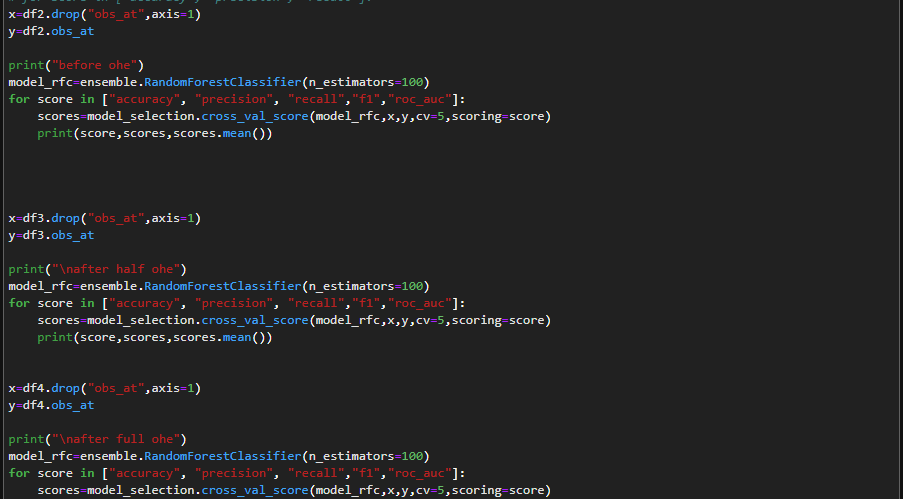 x=df2.drop("obs_at",axis=1)
y=df2.obs_at
print("before ohe")
model_rfc=ensemble.RandomForestClassifier(n_estimators=100)
for score in ["accuracy", "precision", "recall","f1","roc_auc"]:
    scores=model_selection.cross_val_score(model_rfc,x,y,cv=5,scoring=score)
    print(score,scores,scores.mean())
x=df3.drop("obs_at",axis=1)
y=df3.obs_at
print("\nafter half ohe")
model_rfc=ensemble.RandomForestClassifier(n_estimators=100)
for score in ["accuracy", "precision", "recall","f1","roc_auc"]:
    scores=model_selection.cross_val_score(model_rfc,x,y,cv=5,scoring=score)
    print(score,scores,scores.mean())
x=df4.drop("obs_at",axis=1)
y=df4.obs_at
print("\nafter full ohe")
model_rfc=ensemble.RandomForestClassifier(n_estimators=100)
for score in ["accuracy", "precision", "recall","f1","roc_auc"]:
    scores=model_selection.cross_val_score(model_rfc,x,y,cv=5,scoring=score)